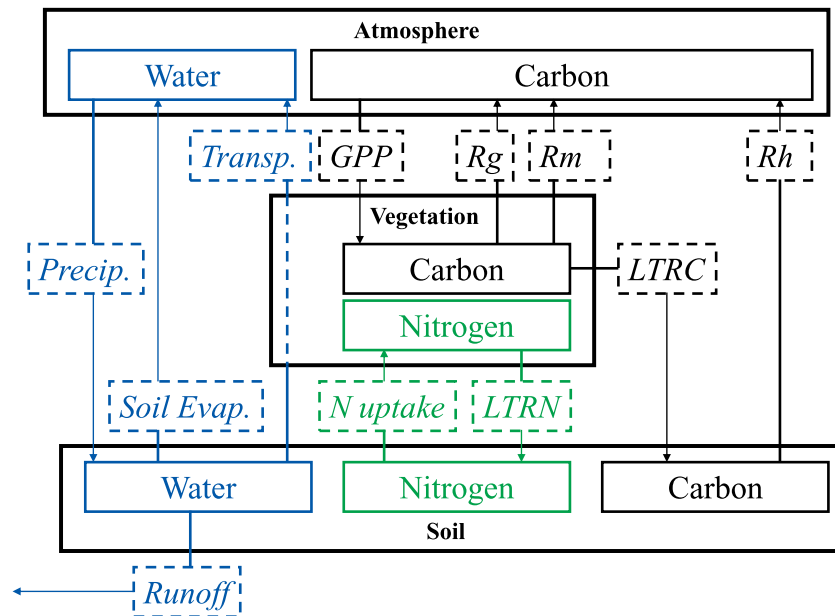 Atmosphere
Water
Carbon
Transp.
GPP
Rg
Rm
Rh
Vegetation
Precip.
Carbon
LTRC
Nitrogen
Soil Evap.
N uptake
LTRN
Water
Nitrogen
Carbon
Soil
Runoff